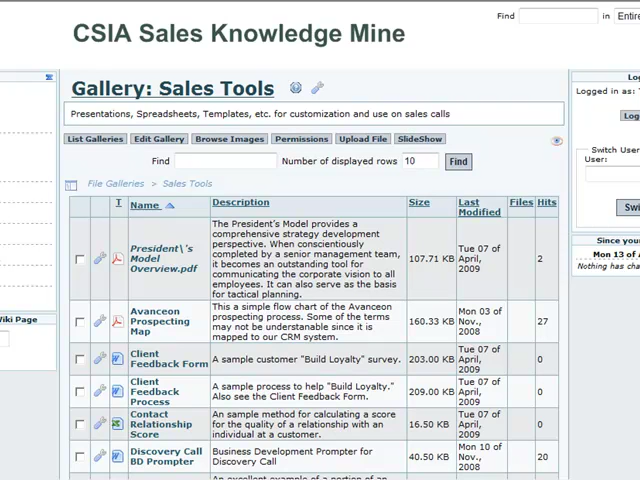 Find in Entire
CSIA Sales Knowledge Mine
Gallery: Sales Tools
Presentations, Spreadsheets, Templates, etc. for customization and use on sales calls
List Galleries Edit Gallery Browse Images Permissions Upload File SlideShow
Find Number of displayed rows 10 Find
File Galleries > Sales Tools
T Name Description Size Last Modified Files Hits
President\'s Model Overview.pdf
The President's Model provides a
comprehensive strategy development
perspective. When conscientiously
completed by a senior management team,
it becomes an outstanding tool for
communicating the corporate vision to all
employees. It can also serve as the basis
for tactical planning.
107.71 KB
Tue 07 of
April,
2009
2
Avanceon
Prospecting
Map
This a simple flow chart of the Avanceon
prospecting process. Some of the terms
may not be understanable since it is
mapped to our CRM system.
160.33 KB
Mon 03 of
Nov.,
2008
27
Client
Feedback Form
A sample customer "Build Loyalty" survey.
203.00 KB
Tue 07 of
April,
2009
0
Client
Feedback
Process
A sample process to help "Build Loyalty."
Also see the Client Feedback Form.
209.00 KB
Tue 07 of
April,
2009
0
Contact
Relationship
Score
An sample method for calculating a score
for the quality of a relationship with an
individual at a customer.
16.50 KB
Tue 07 of
April,
2009
0
Discovery Call
BD Prompter
Business Development Prompter for
Discovery Call
40.50 KB
Mon 10 of
Nov.,
2008
20
An excellent example of a portion of an
Wiki Page
Log
Logged in as:
Log
Switch User
User:
Swi
Since your
Mon 13 of A
Nothing has cha